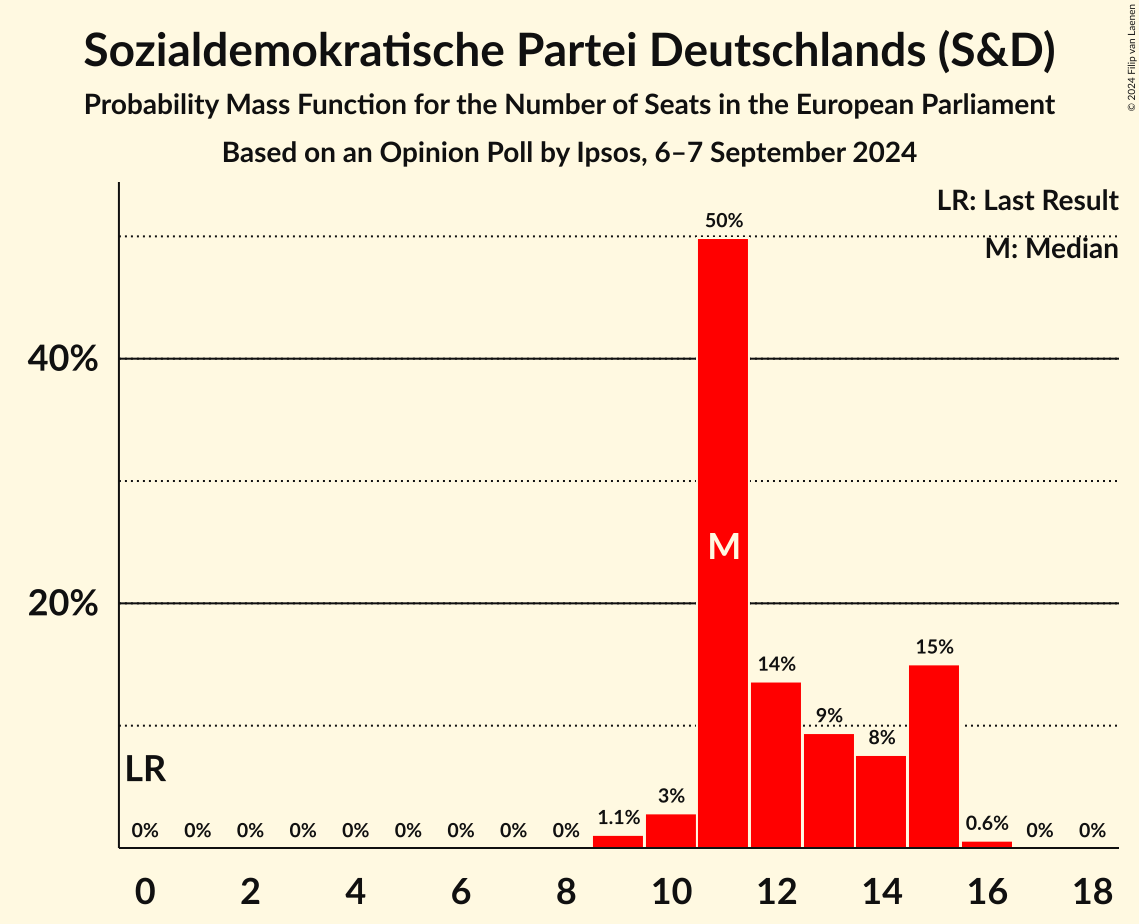 Sozialdemokratische Partei Deutschlands (S&D)
Probability Mass Function for the Number of Seats in the European Parliament
Based on an Opinion Poll by Ipsos, 6–7 September 2024
© 2024 Filip van Laenen
LR: Last Result
M: Median
50%
40%
M
20%
15%
14%
9%
8%
LR
3%
1.1%
0% 0% 0% 0% 0% 0% 0% 0% 0% 0.6% 0% 0%
0 2 4 6 8 10 12 14 16 18